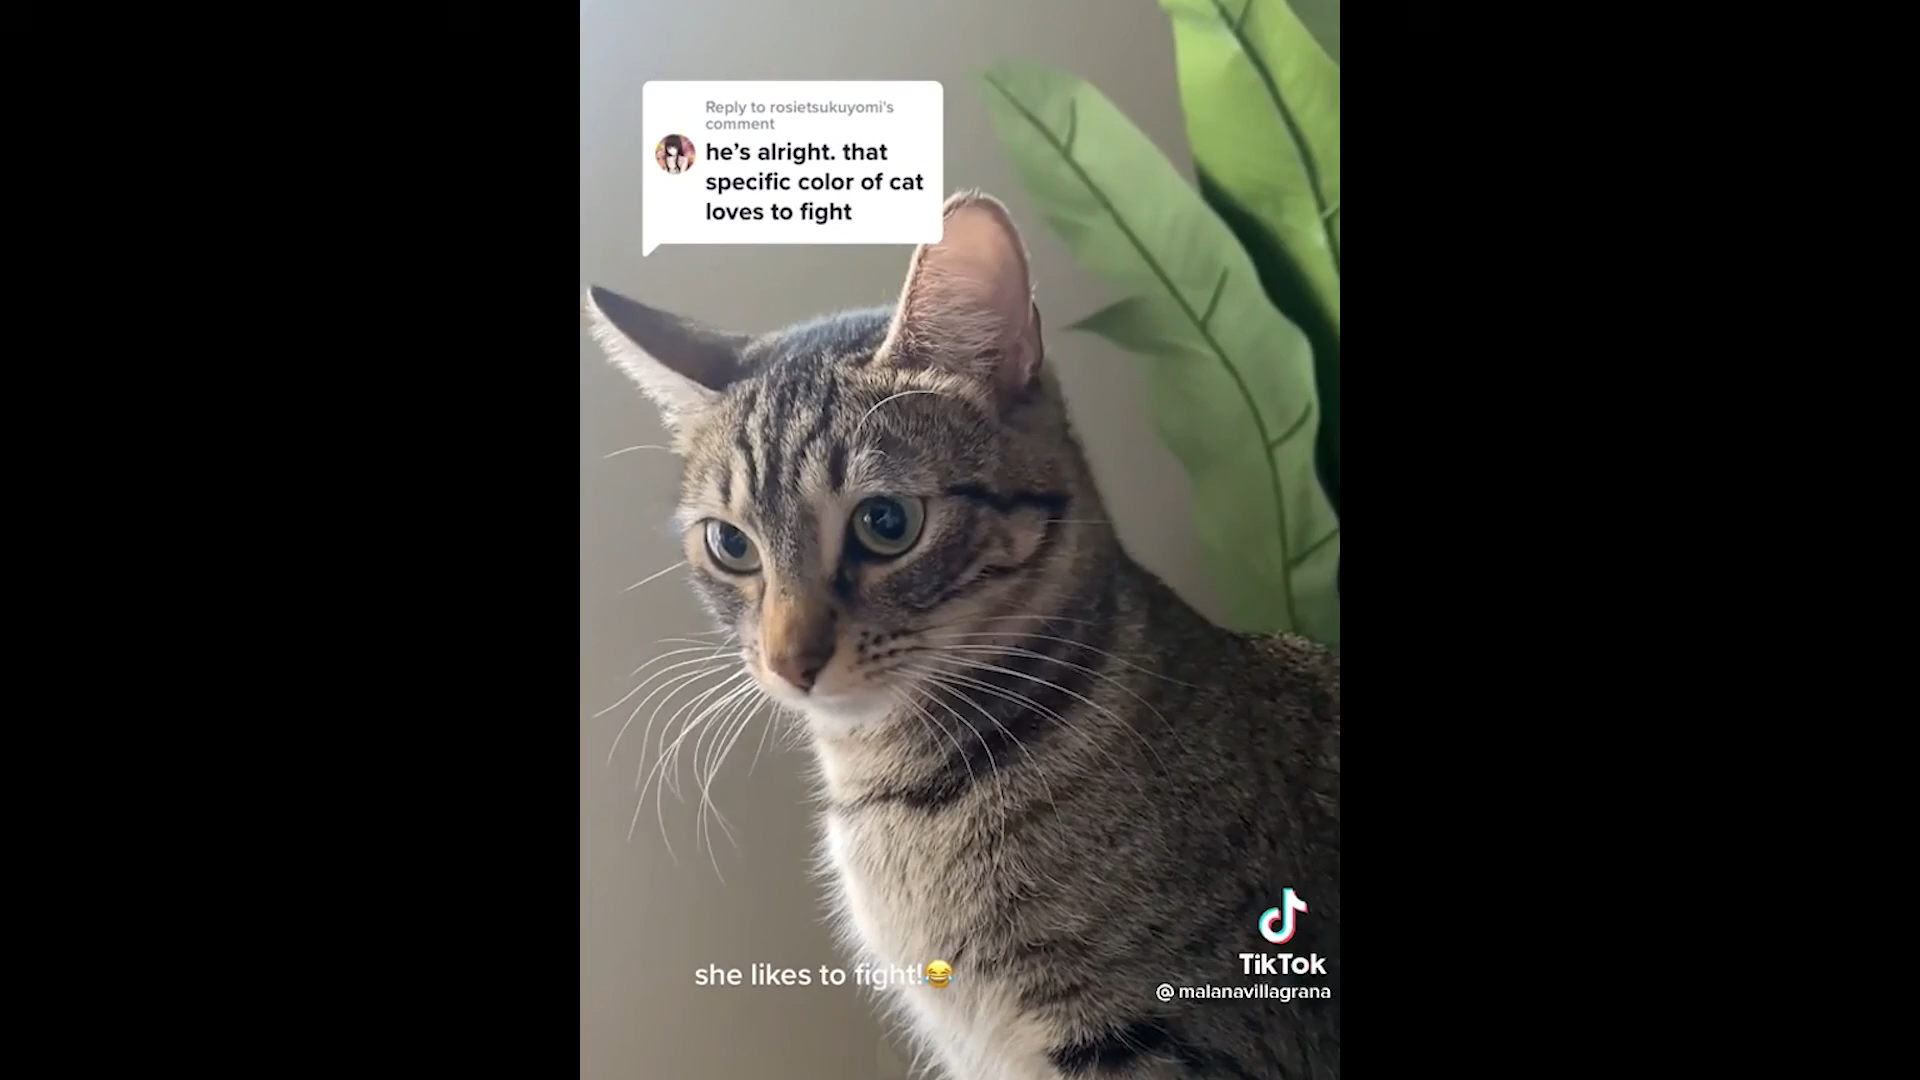 Reply to rosietsukuyomi's
comment
he’s alright. that
specific color of cat
loves to fight
she likes to fight!😂
TikTok
@ malanavillagrana